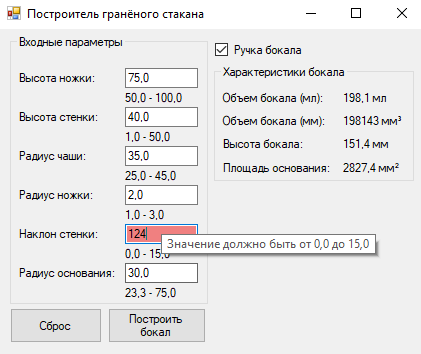 Построитель гранёного стакана
Входные параметры
Высота ножки: 75,0
50,0 - 100,0
Высота стенки: 40,0
1,0 - 50,0
Радиус чаши: 35,0
25,0 - 45,0
Радиус ножки: 2,0
1,0 - 3,0
Наклон стенки: 124
Значение должно быть от 0,0 до 15,0
0,0 - 15,0
Радиус основания: 30,0
23,3 - 75,0
Сброс
Построить
бокал
Ручка бокала
Характеристики бокала
Объем бокала (мл): 198,1 мл
Объем бокала (мм): 198143 мм³
Высота бокала: 151,4 мм
Площадь основания: 2827,4 мм²